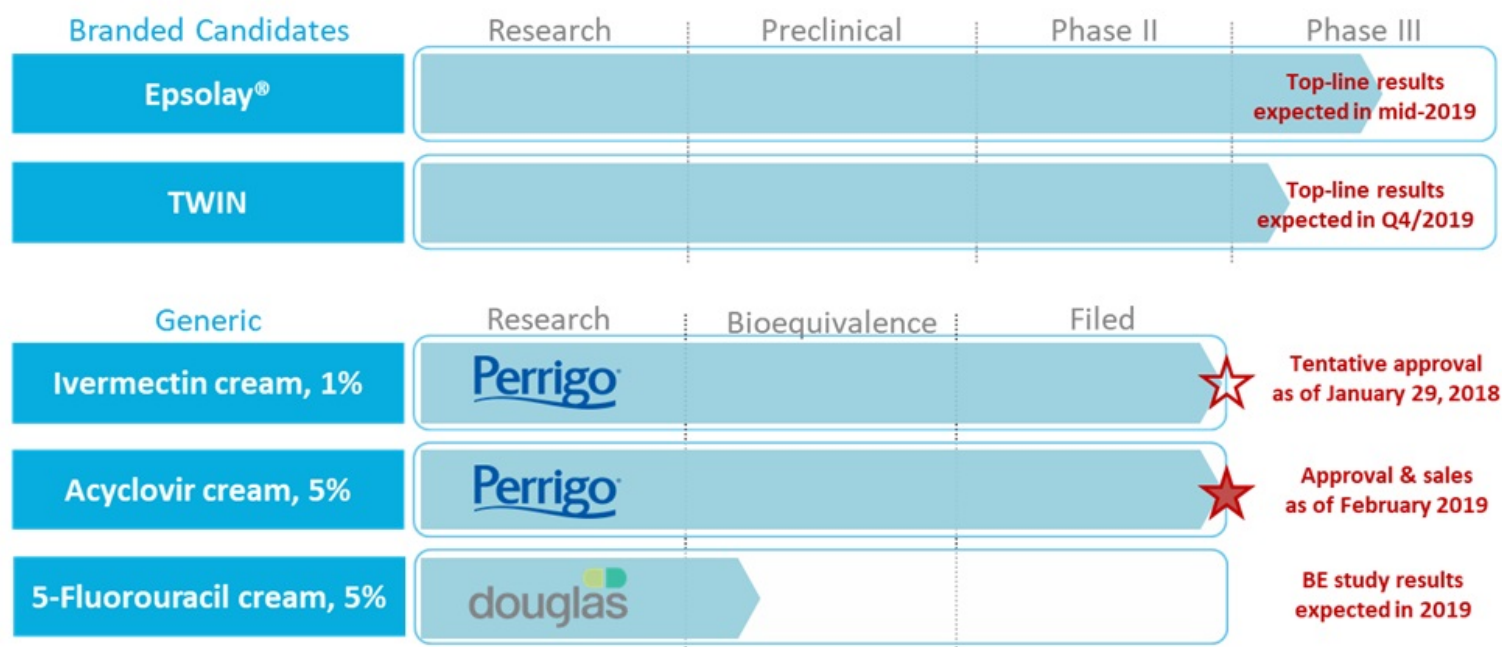 Branded Candidates Research Preclinical Phase II Phase III
Epsolay®
Top-line results
expected in mid-2019
TWIN
Top-line results
expected in Q4/2019
Generic Research Bioequivalence Filed
Ivermectin cream, 1%
Perrigo
Tentative approval
as of January 29, 2018
Acyclovir cream, 5%
Perrigo
Approval & sales
as of February 2019
5-Fluorouracil cream, 5%
douglas
BE study results
expected in 2019